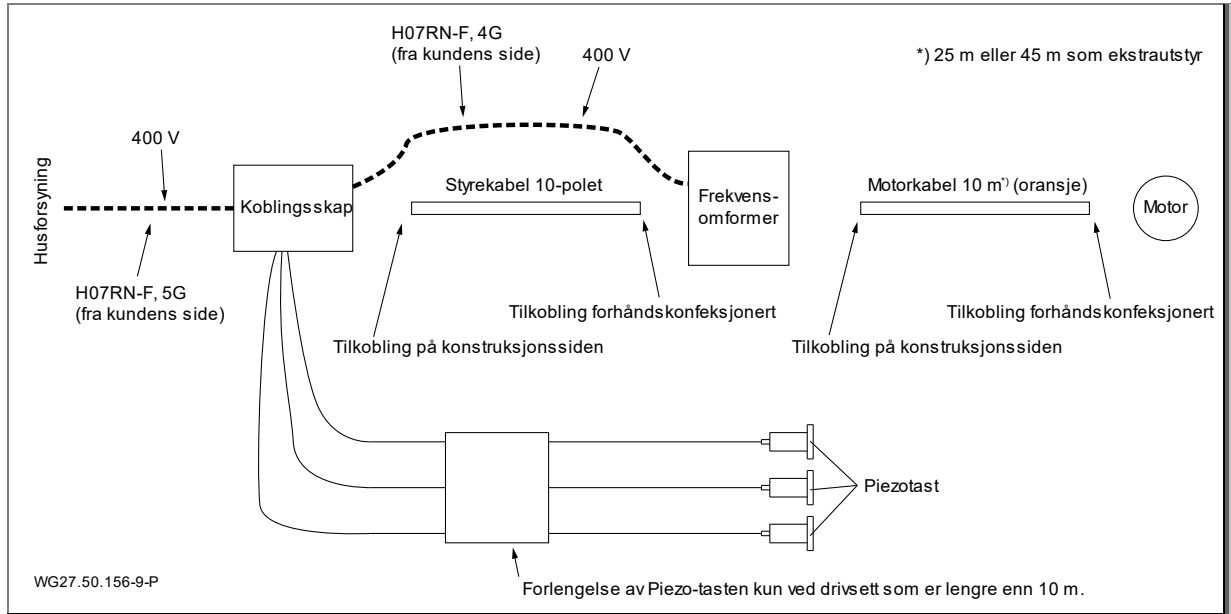 H07RN-F, 4G
(fra kundens side)
400 V
*) 25 m eller 45 m som ekstrautstyr
400 V
Husforsyning
Koblingsskap
Styrekabel 10-polet
Frekvens-
omformer
Motorkabel 10 m*) (oransje)
Motor
H07RN-F, 5G
(fra kundens side)
Tilkobling forhåndskonfeksjonert
Tilkobling forhåndskonfeksjonert
Tilkobling på konstruksjonssiden
Tilkobling på konstruksjonssiden
Piezotast
WG27.50.156-9-P
Forlengelse av Piezo-tasten kun ved drivsett som er lengre enn 10 m.